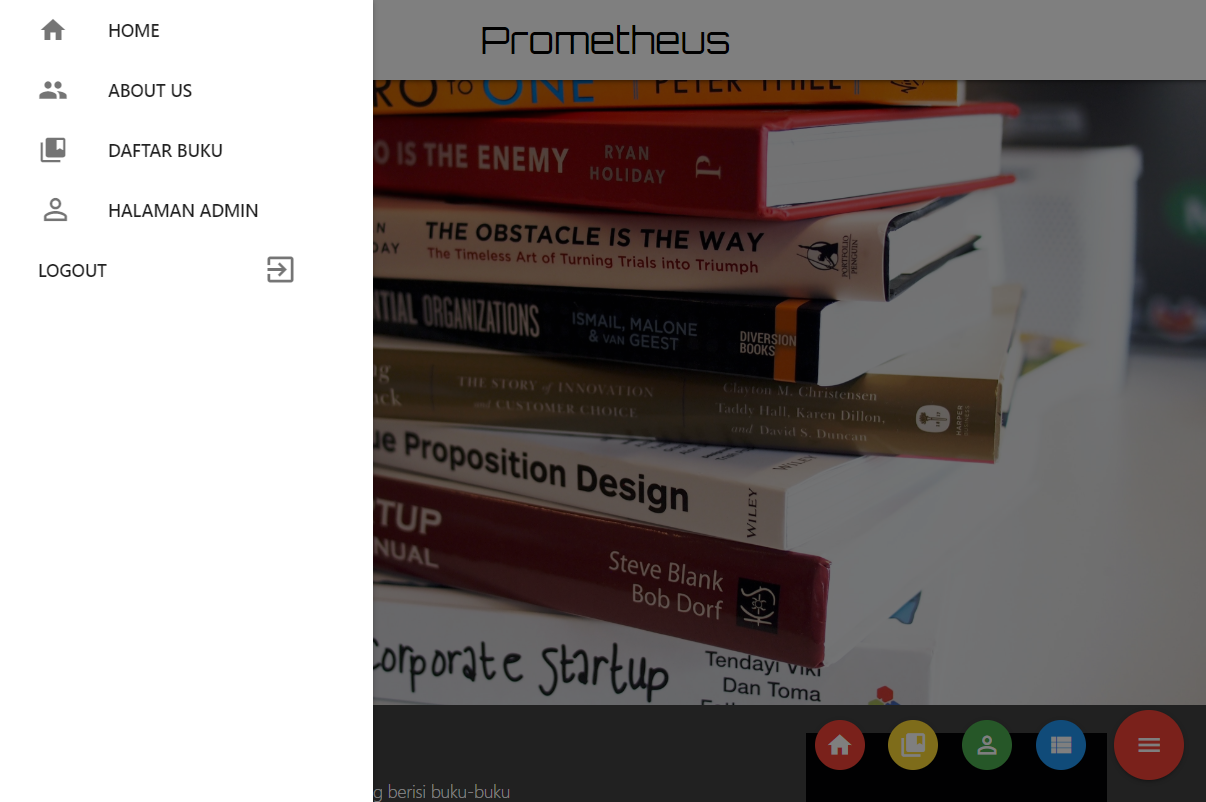 HOME
ABOUT US
DAFTAR BUKU
HALAMAN ADMIN
LOGOUT
Prometheus
TO ONE PETER THIEL
O IS THE ENEMY RYAN HOLIDAY P
THE OBSTACLE IS THE WAY
The Timeless Art of Turning Trials into Triumph
PORTFOLIO PENGUIN
ORGANIZATIONS ISMAIL, MALONE
& VAN GEEST
DIVERSION
BOOKS
THE STORY of INNOVATION
and CUSTOMER CHOICE
Clayton M. Christensen
Taddy Hall, Karen Dillon,
and David S. Duncan
HARPER
BUSINESS
ue Proposition Design
WILEY
WILEY
TUP
NUAL
Steve Blank
Bob Dorf
K&S
Corporate Startup
Tendayi Viki
Dan Toma
g berisi buku-buku